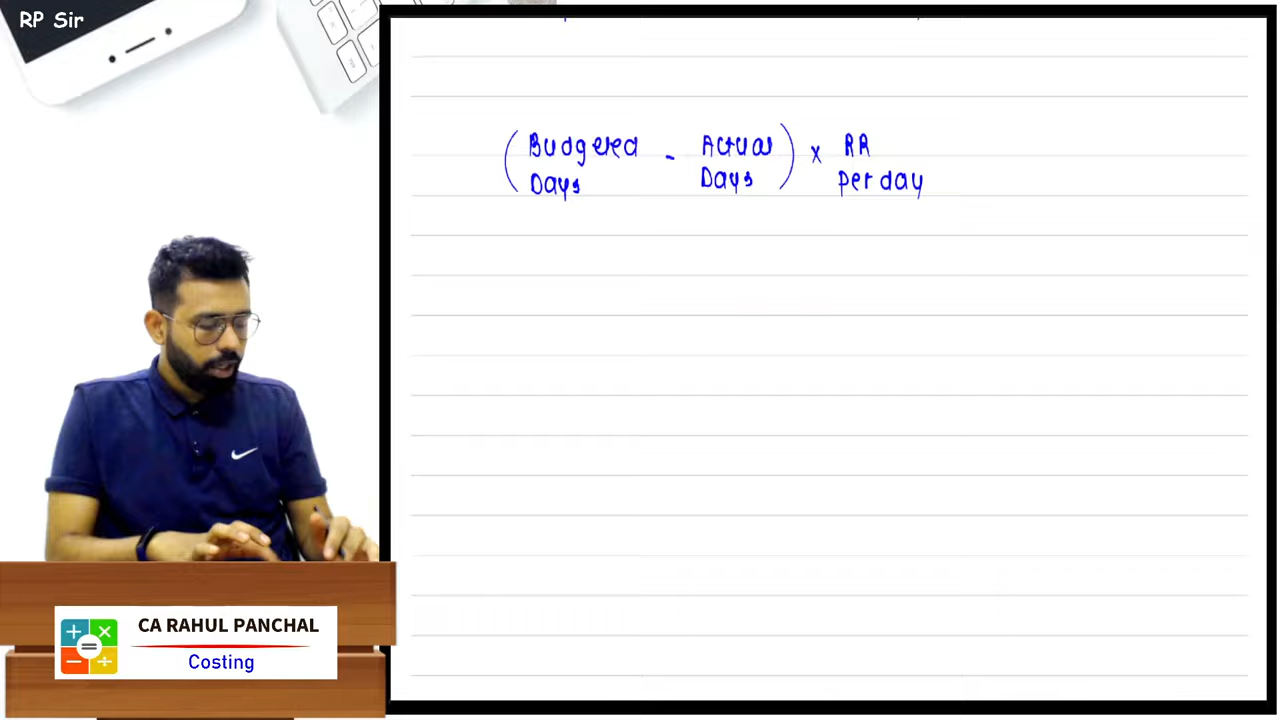 RP Sir
( Budgeted - Actual ) x RR
Days Days per day
CA RAHUL PANCHAL
Costing